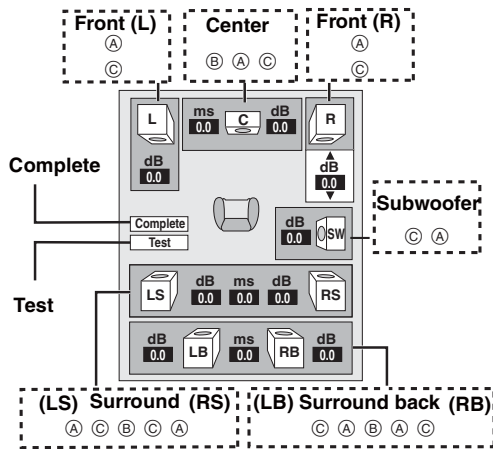 Front (L)
Ⓐ
Ⓒ
Center
Ⓑ Ⓐ Ⓒ
Front (R)
Ⓐ
Ⓒ
L
dB
0.0
ms
0.0
C
dB
0.0
R
dB
0.0
Complete
Test
Complete
Test
dB
0.0
SW
Subwoofer
Ⓒ Ⓐ
LS
dB
0.0
ms
0.0
dB
0.0
RS
dB
0.0
LB
ms
0.0
RB
dB
0.0
(LS) Surround (RS)
Ⓐ Ⓒ Ⓑ Ⓒ Ⓐ
(LB) Surround back (RB)
Ⓒ Ⓐ Ⓑ Ⓐ Ⓒ